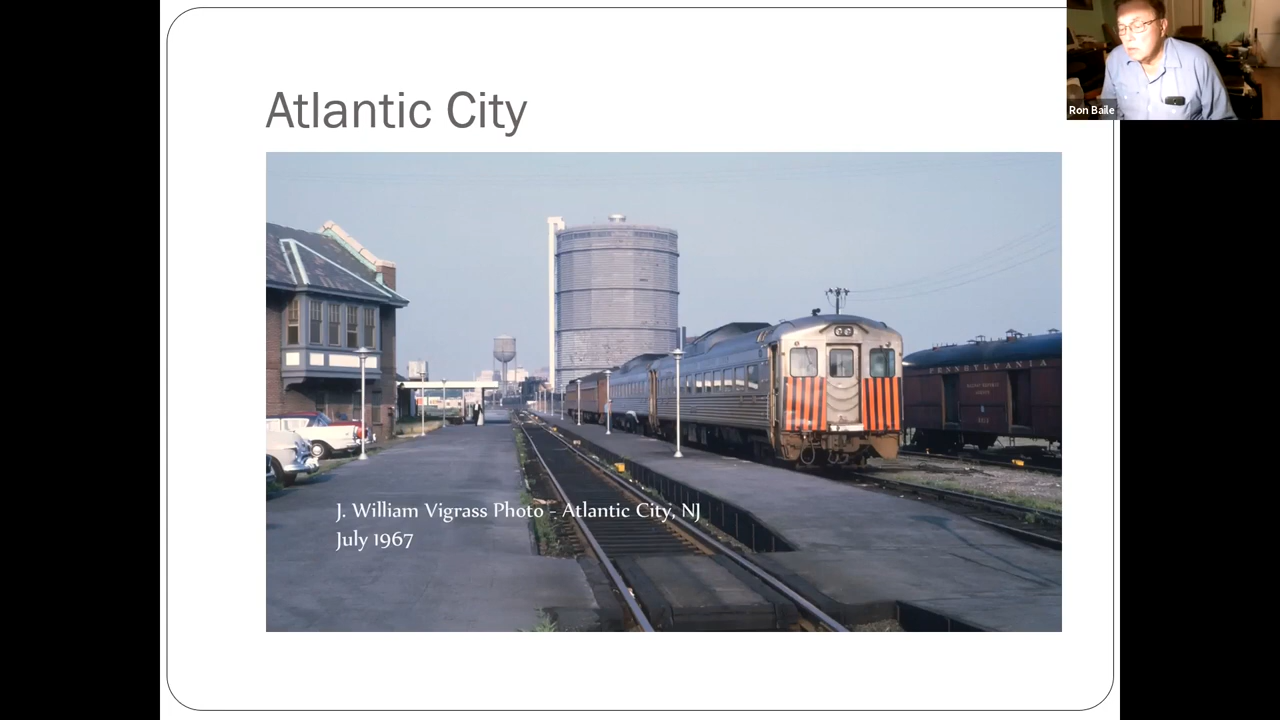 Atlantic City
Ron Baile
PENNSYLVANIA
J. William Vigrass Photo - Atlantic City, NJ
July 1967